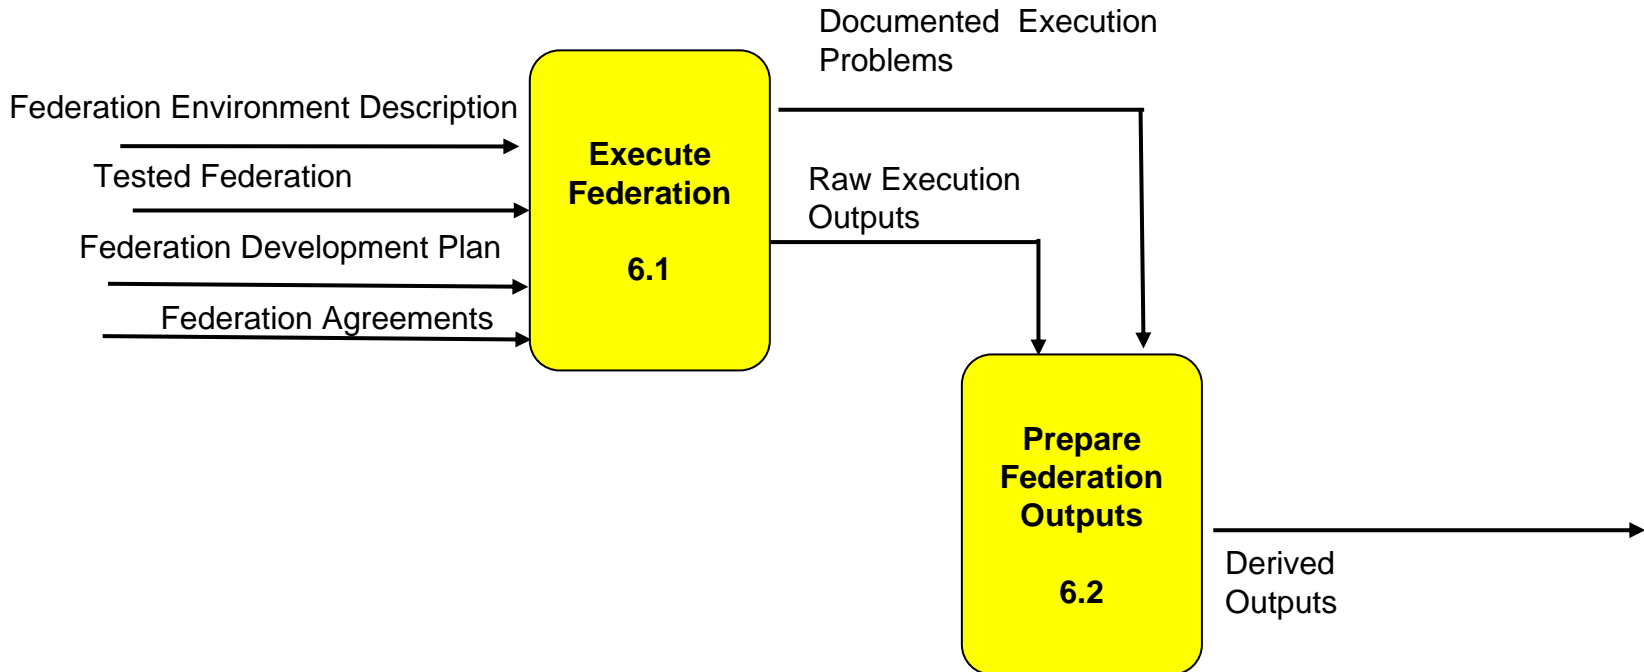 Documented Execution
Problems
Federation Environment Description
Execute
Federation
6.1
Tested Federation
Raw Execution
Outputs
Federation Development Plan
Federation Agreements
Prepare
Federation
Outputs
6.2
Derived
Outputs